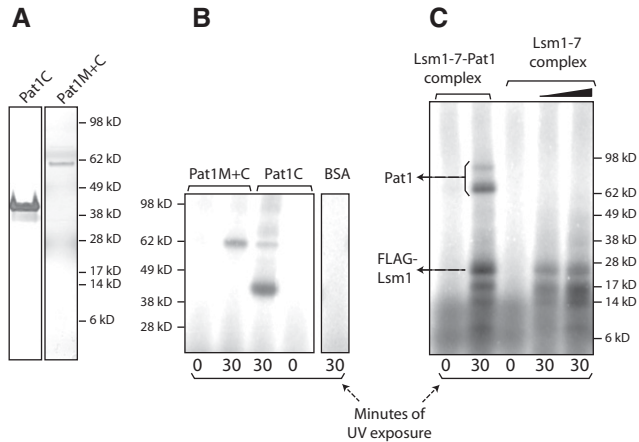 A
Pat1C
Pat1M+C
98 kD
62 kD
49 kD
38 kD
28 kD
17 kD
14 kD
6 kD
B
Pat1M+C
Pat1C
BSA
98 kD
62 kD
49 kD
38 kD
28 kD
0
30
30
0
30
C
Lsm1-7-Pat1
complex
Lsm1-7
complex
Pat1
FLAG-
Lsm1
98 kD
62 kD
49 kD
38 kD
28 kD
17 kD
14 kD
6 kD
0
30
0
30
30
Minutes of
UV exposure